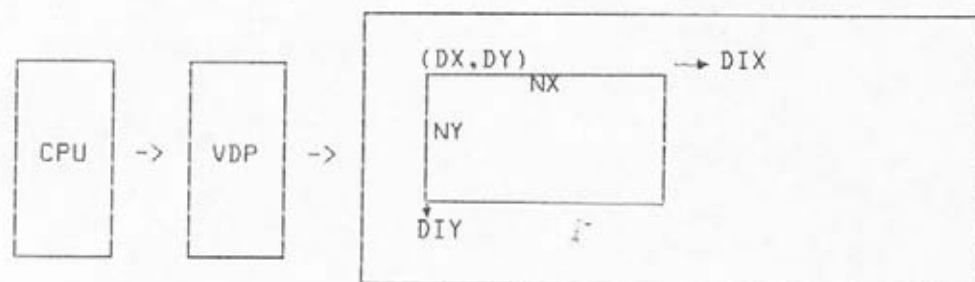 (DX,DY) → DIX
NX
NY
CPU -> VDP ->
DIY